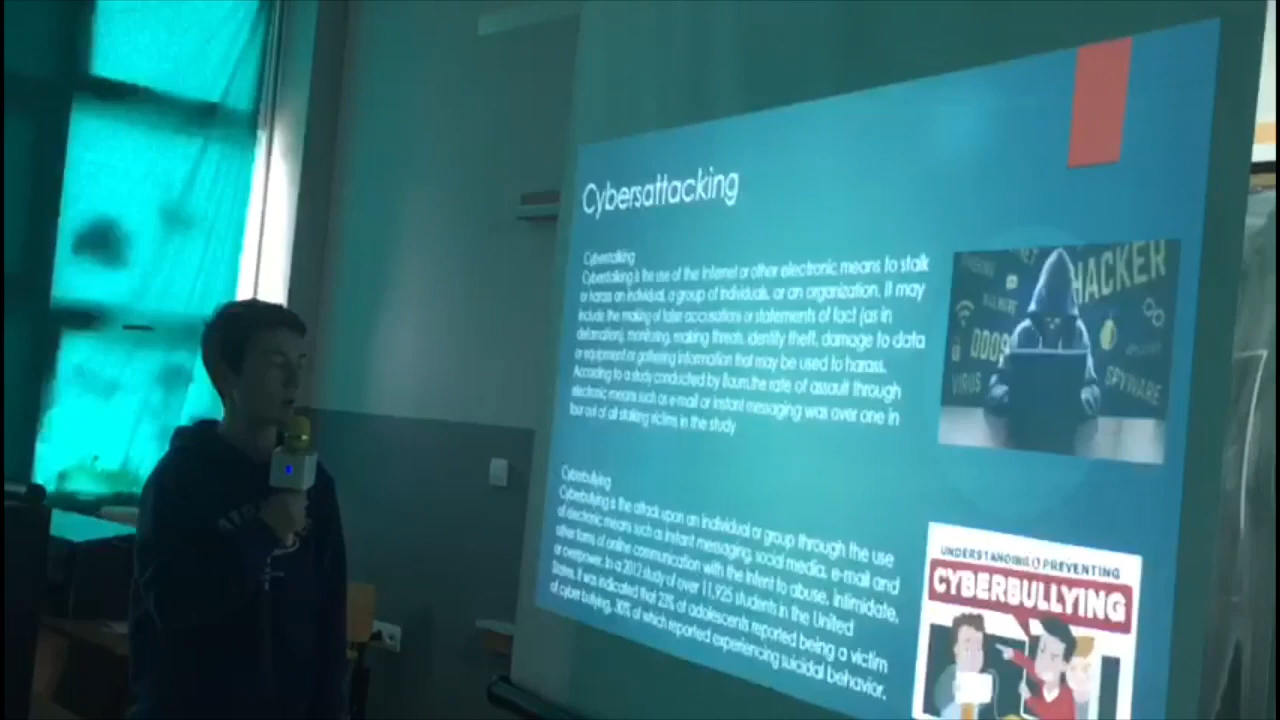 Cybersattacking
Cyberstalking
Cyberstalking is the use of the Internet or other electronic means to stalk
or harass an individual, a group of individuals, or an organization. It may
include the making of false accusations or statements of fact (as in
defamation), monitoring, making threats, identity theft, damage to data
or equipment or gathering information that may be used to harass.
According to a study conducted by Baum,the rate of assault through
electronic means such as e-mail or instant messaging was over one in
four out of all stalking victims in the study
Cyberbullying
Cyberbullying is the attack upon an individual or group through the use
of electronic means such as instant messaging, social media, e-mail and
other forms of online communication with the intent to abuse, intimidate,
or overpower. In a 2012 study of over 11,925 students in the United
States, it was indicated that 23% of adolescents reported being a victim
of cyber bullying, 30% of which reported experiencing suicidal behavior.
HACKER
VIRUS
SPYWARE
UNDERSTANDING & PREVENTING
CYBERBULLYING